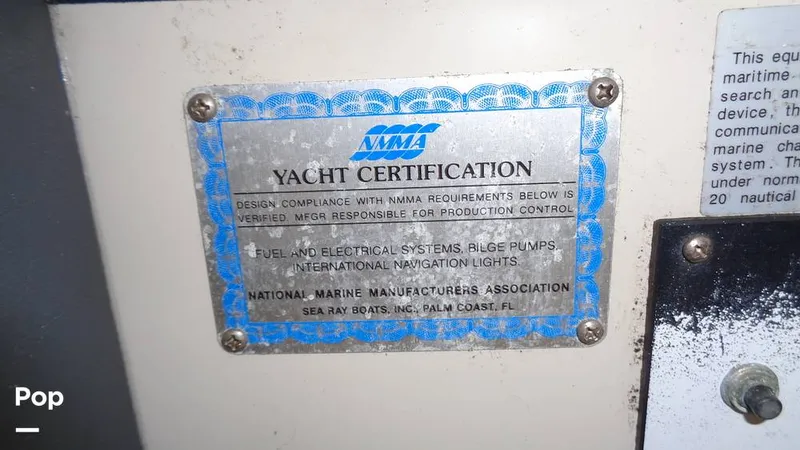 NMMA
YACHT CERTIFICATION
DESIGN COMPLIANCE WITH NMMA REQUIREMENTS BELOW IS
VERIFIED. MFGR RESPONSIBLE FOR PRODUCTION CONTROL
FUEL AND ELECTRICAL SYSTEMS, BILGE PUMPS,
INTERNATIONAL NAVIGATION LIGHTS.
NATIONAL MARINE MANUFACTURERS ASSOCIATION
SEA RAY BOATS, INC., PALM COAST, FL
This equ
maritime
search an
device, th
communica
marine cha
system. Th
under norm
20 nautical
Pop